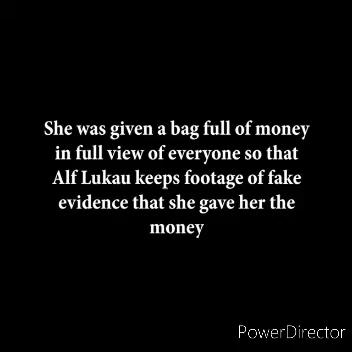 She was given a bag full of money
in full view of everyone so that
Alf Lukau keeps footage of fake
evidence that she gave her the
money
PowerDirector